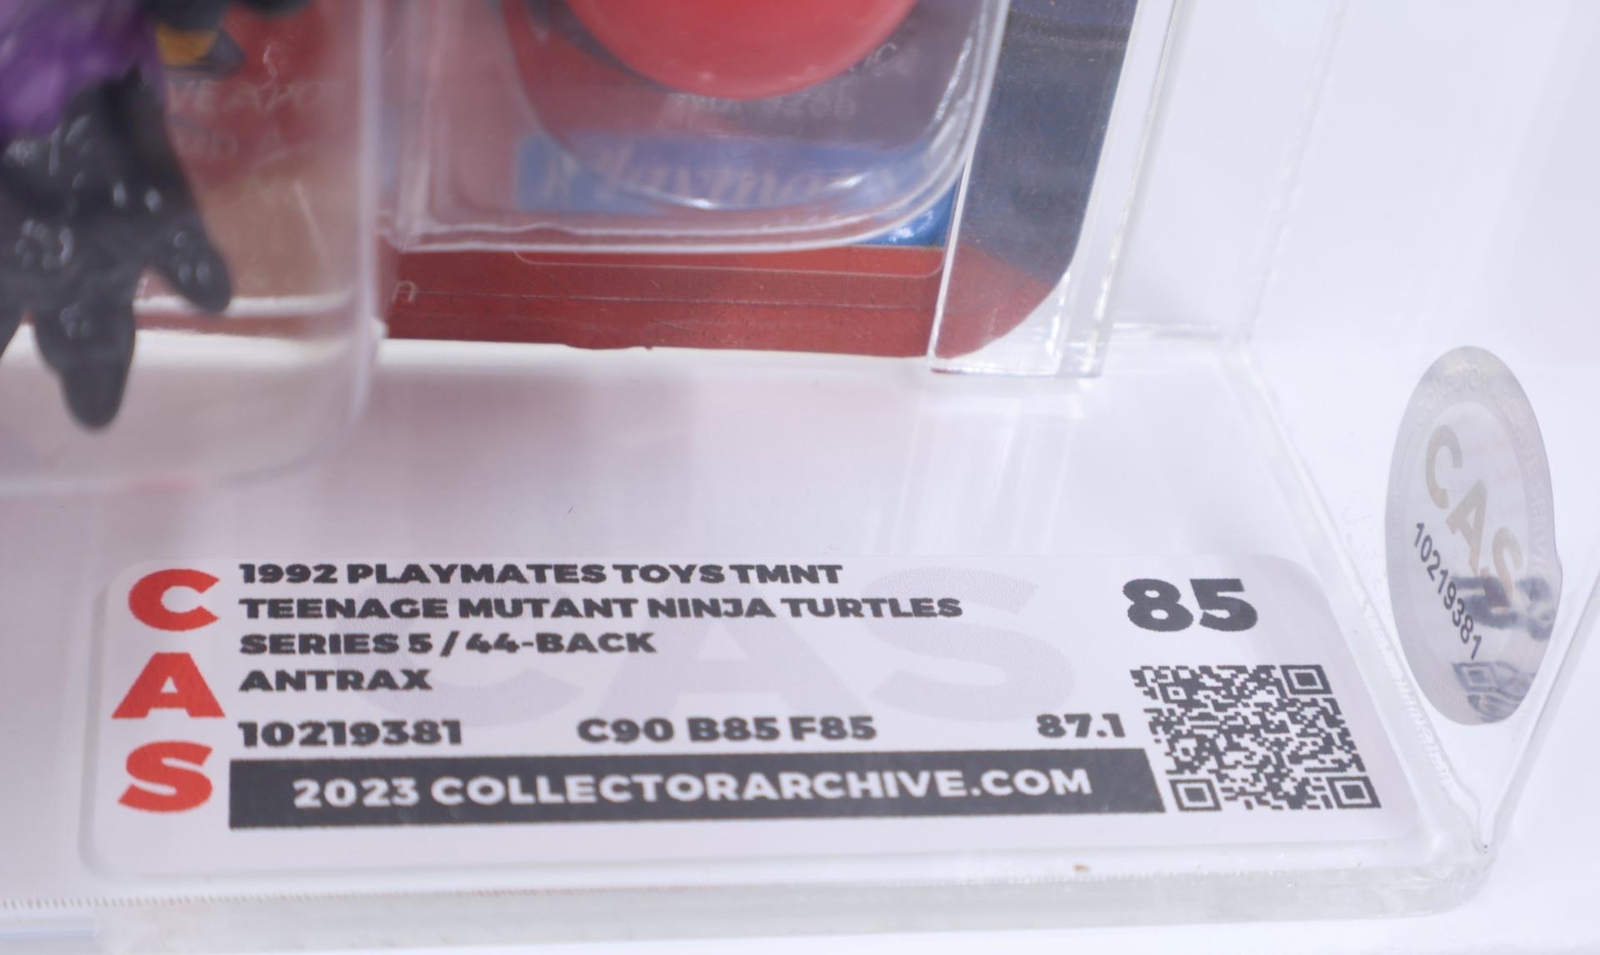 Playmates
CAS
1992 PLAYMATES TOYS TMNT
TEENAGE MUTANT NINJA TURTLES
SERIES 5 / 44-BACK
ANTRAX
10219381 C90 B85 F85 87.1
85
2023 COLLECTORARCHIVE.COM
CAS
10219381